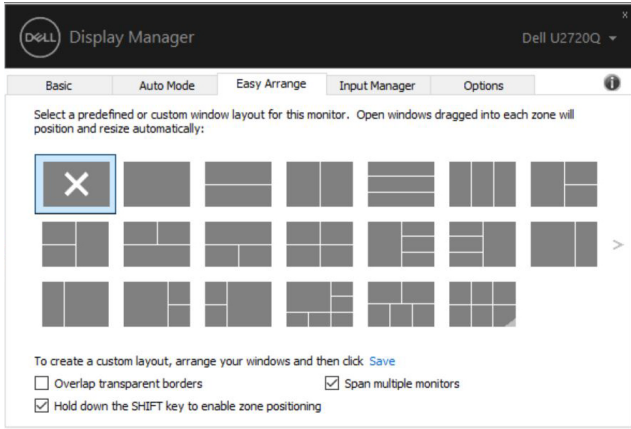 x
DELL Display Manager
Dell U2720Q
Basic Auto Mode Easy Arrange Input Manager Options
Select a predefined or custom window layout for this monitor. Open windows dragged into each zone will
position and resize automatically:
To create a custom layout, arrange your windows and then click Save
Overlap transparent borders
Span multiple monitors
Hold down the SHIFT key to enable zone positioning